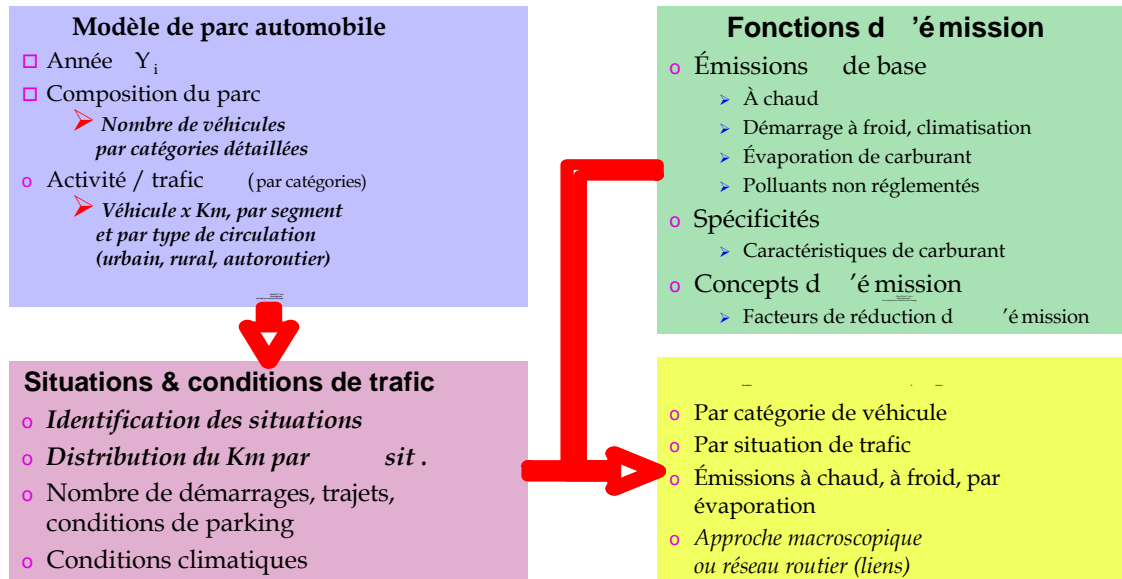 Modèle de parc automobile
Année Y i
Composition du parc
Nombre de véhicules
par catégories détaillées
Activité / trafic (par catégories)
Véhicule x Km, par segment
et par type de circulation
(urbain, rural, autoroutier)
Fonctions d ’émission
Émissions de base
À chaud
Démarrage à froid, climatisation
Évaporation de carburant
Polluants non réglementés
Spécificités
Caractéristiques de carburant
Concepts d ’émission
Facteurs de réduction d ’émission
Situations & conditions de trafic
Identification des situations
Distribution du Km par sit .
Nombre de démarrages, trajets,
conditions de parking
Conditions climatiques
Par catégorie de véhicule
Par situation de trafic
Émissions à chaud, à froid, par
évaporation
Approche macroscopique
ou réseau routier (liens)